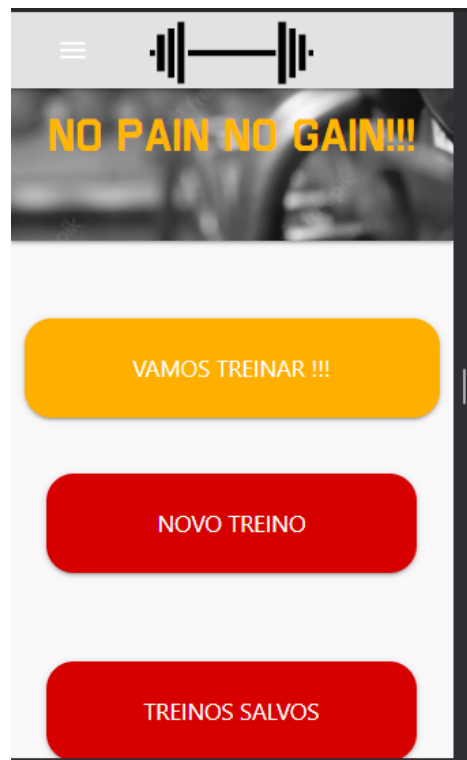 NO PAIN NO GAIN!!!
VAMOS TREINAR !!!
NOVO TREINO
TREINOS SALVOS